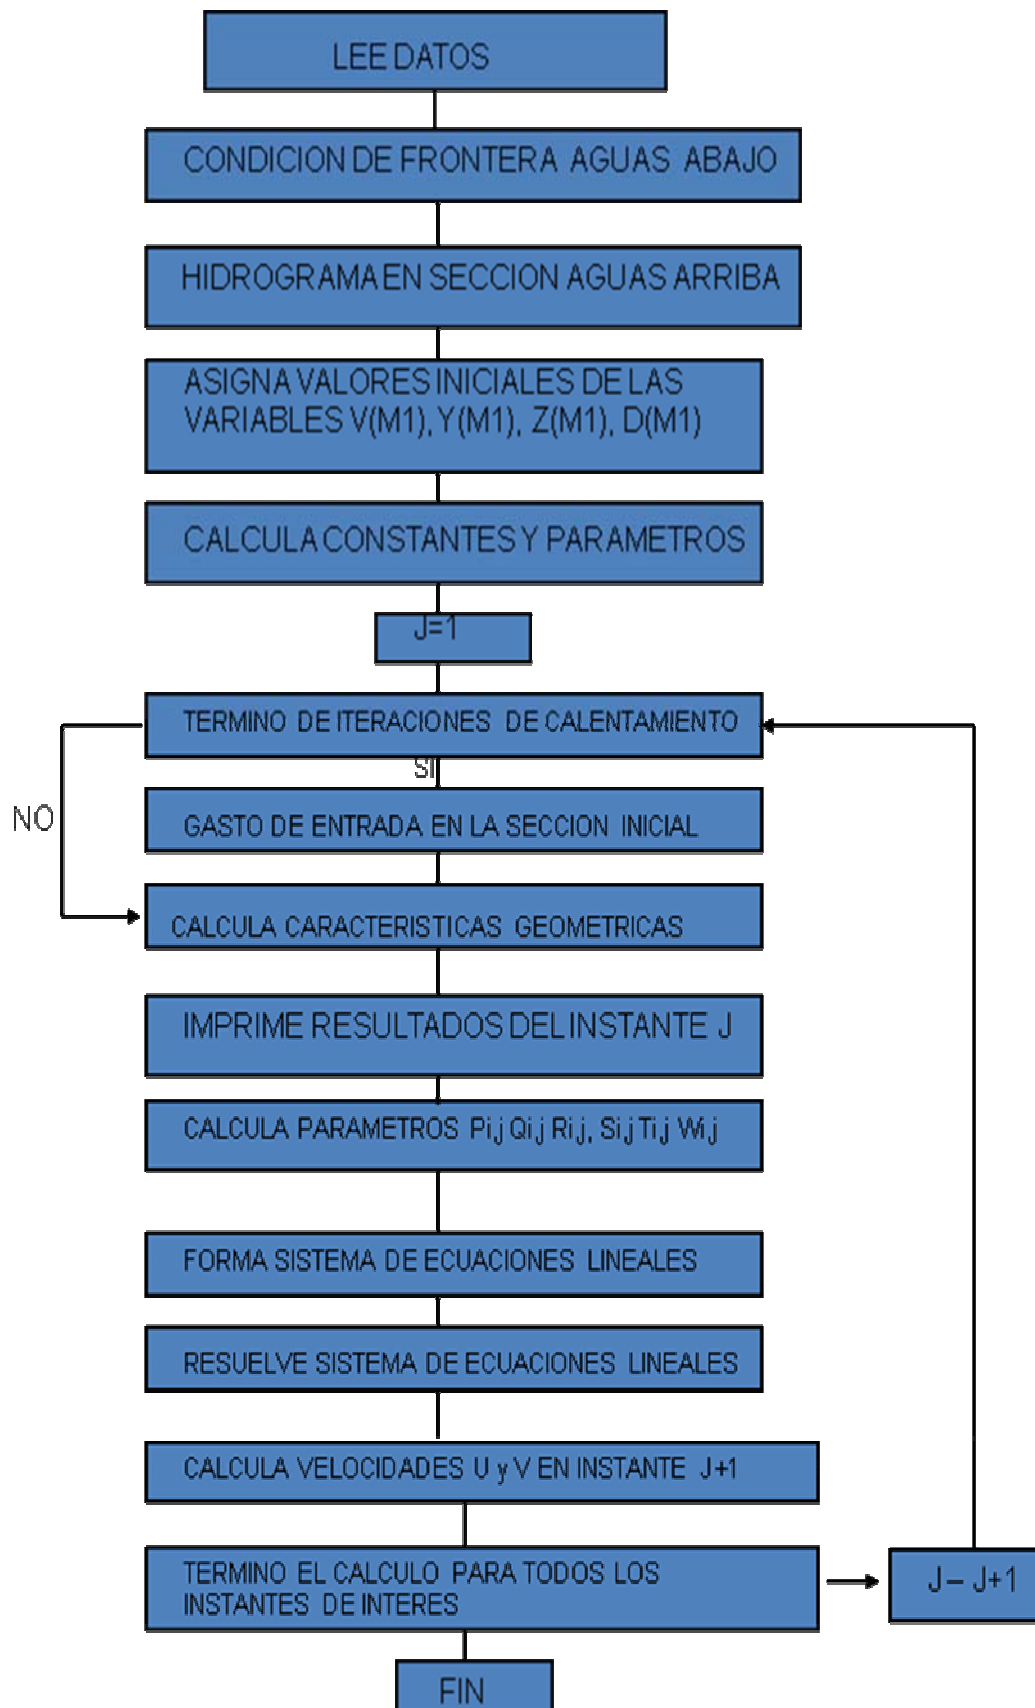 LEE DATOS
CONDICION DE FRONTERA AGUAS ABAJO
HIDROGRAMA EN SECCION AGUAS ARRIBA
ASIGNA VALORES INICIALES DE LAS
VARIABLES V(M1), Y(M1), Z(M1), D(M1)
CALCULA CONSTANTES Y PARAMETROS
J=1
TERMINO DE ITERACIONES DE CALENTAMIENTO
SI
NO
GASTO DE ENTRADA EN LA SECCION INICIAL
CALCULA CARACTERISTICAS GEOMETRICAS
IMPRIME RESULTADOS DEL INSTANTE J
CALCULA PARAMETROS Pi,j Qi,j Ri,j, Si,j Ti,j Wi,j
FORMA SISTEMA DE ECUACIONES LINEALES
RESUELVE SISTEMA DE ECUACIONES LINEALES
CALCULA VELOCIDADES U y V EN INSTANTE J+1
TERMINO EL CALCULO PARA TODOS LOS
INSTANTES DE INTERES
J – J+1
FIN